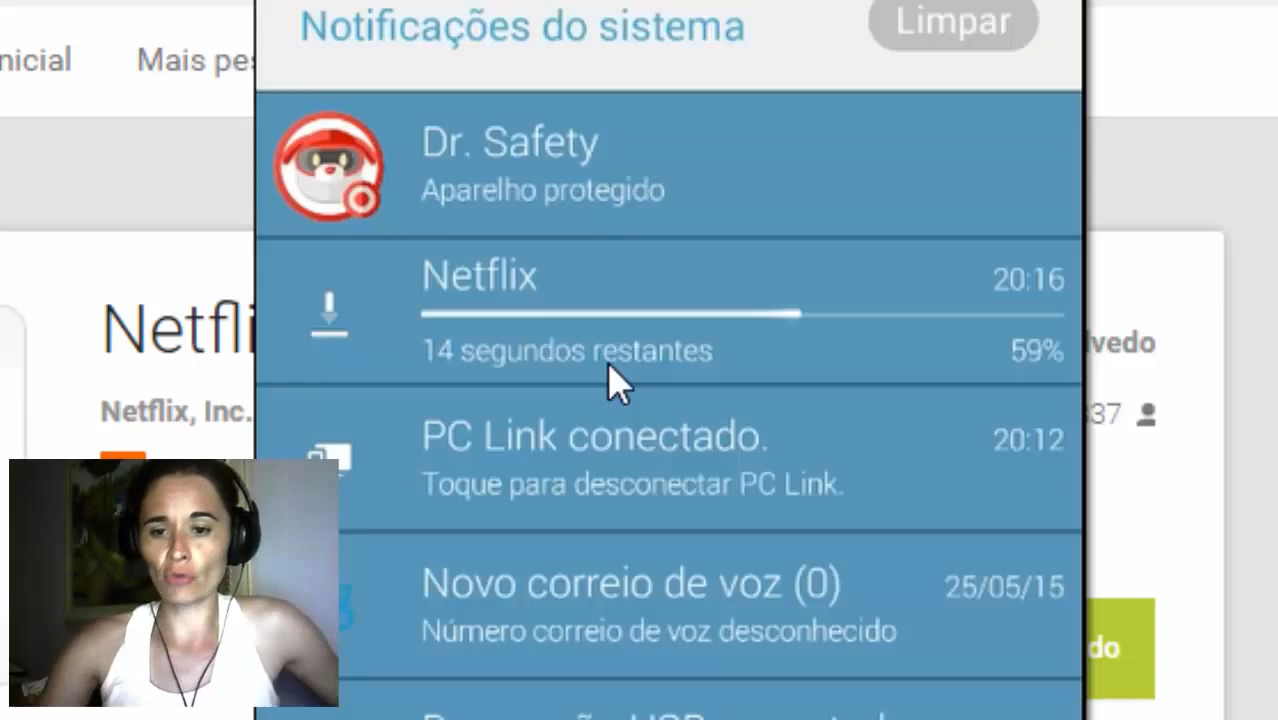 Notificações do sistema
Limpar
nicial
Mais pe
Dr. Safety
Aparelho protegido
Netflix
20:16
14 segundos restantes
59%
Netfli
lvedo
Netflix, Inc.
37
PC Link conectado.
20:12
Toque para desconectar PC Link.
Novo correio de voz (0)
25/05/15
Número correio de voz desconhecido
do